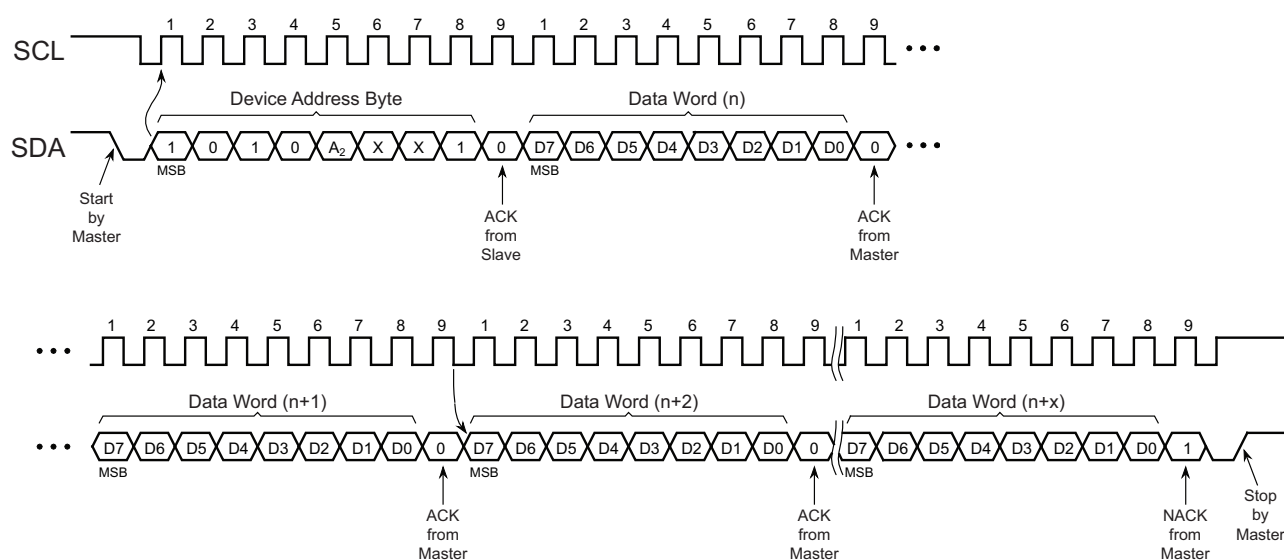 1 2 3 4 5 6 7 8 9 1 2 3 4 5 6 7 8 9
SCL
Device Address Byte Data Word (n)
SDA 1 0 1 0 A2 X X 1 0 D7 D6 D5 D4 D3 D2 D1 D0 0
MSB MSB
Start
by
Master
ACK
from
Slave
ACK
from
Master
1 2 3 4 5 6 7 8 9 1 2 3 4 5 6 7 8 9 1 2 3 4 5 6 7 8 9
Data Word (n+1) Data Word (n+2) Data Word (n+x)
D7 D6 D5 D4 D3 D2 D1 D0 0 D7 D6 D5 D4 D3 D2 D1 D0 0 D7 D6 D5 D4 D3 D2 D1 D0 1
MSB MSB MSB
ACK
from
Master
ACK
from
Master
NACK
from
Master
Stop
by
Master